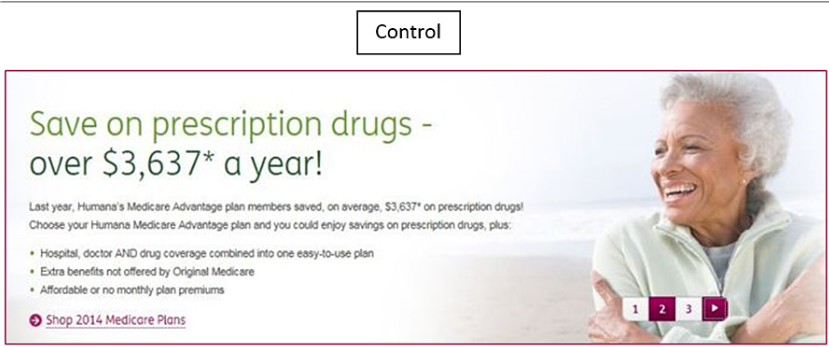 Control
Save on prescription drugs -
over $3,637* a year!
Last year, Humana's Medicare Advantage plan members saved, on average, $3,637* on prescription drugs!
Choose your Humana Medicare Advantage plan and you could enjoy savings on prescription drugs, plus:
• Hospital, doctor AND drug coverage combined into one easy-to-use plan
• Extra benefits not offered by Original Medicare
• Affordable or no monthly plan premiums
Shop 2014 Medicare Plans
1 2 3